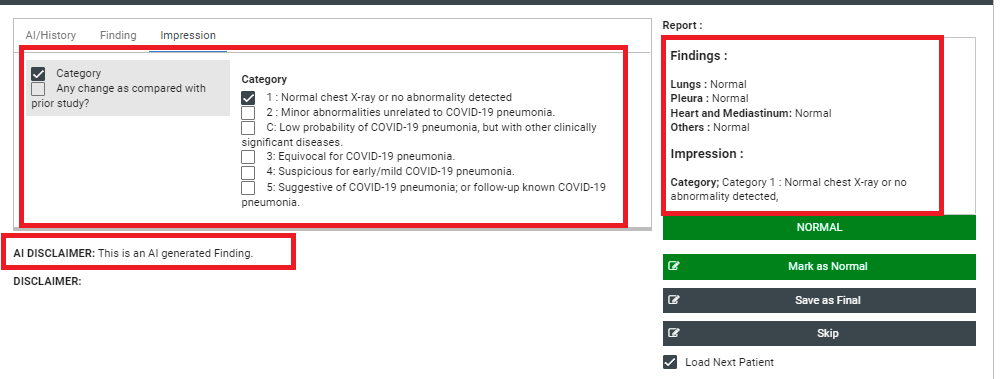 AI/History Finding Impression
Category
Any change as compared with
prior study?
Category
1 : Normal chest X-ray or no abnormality detected
2 : Minor abnormalities unrelated to COVID-19 pneumonia.
C: Low probability of COVID-19 pneumonia, but with other clinically
significant diseases.
3: Equivocal for COVID-19 pneumonia.
4: Suspicious for early/mild COVID-19 pneumonia.
5: Suggestive of COVID-19 pneumonia; or follow-up known COVID-19
pneumonia.
AI DISCLAIMER: This is an AI generated Finding.
DISCLAIMER:
Report :
Findings :
Lungs : Normal
Pleura : Normal
Heart and Mediastinum: Normal
Others : Normal
Impression :
Category; Category 1 : Normal chest X-ray or no
abnormality detected,
NORMAL
Mark as Normal
Save as Final
Skip
Load Next Patient